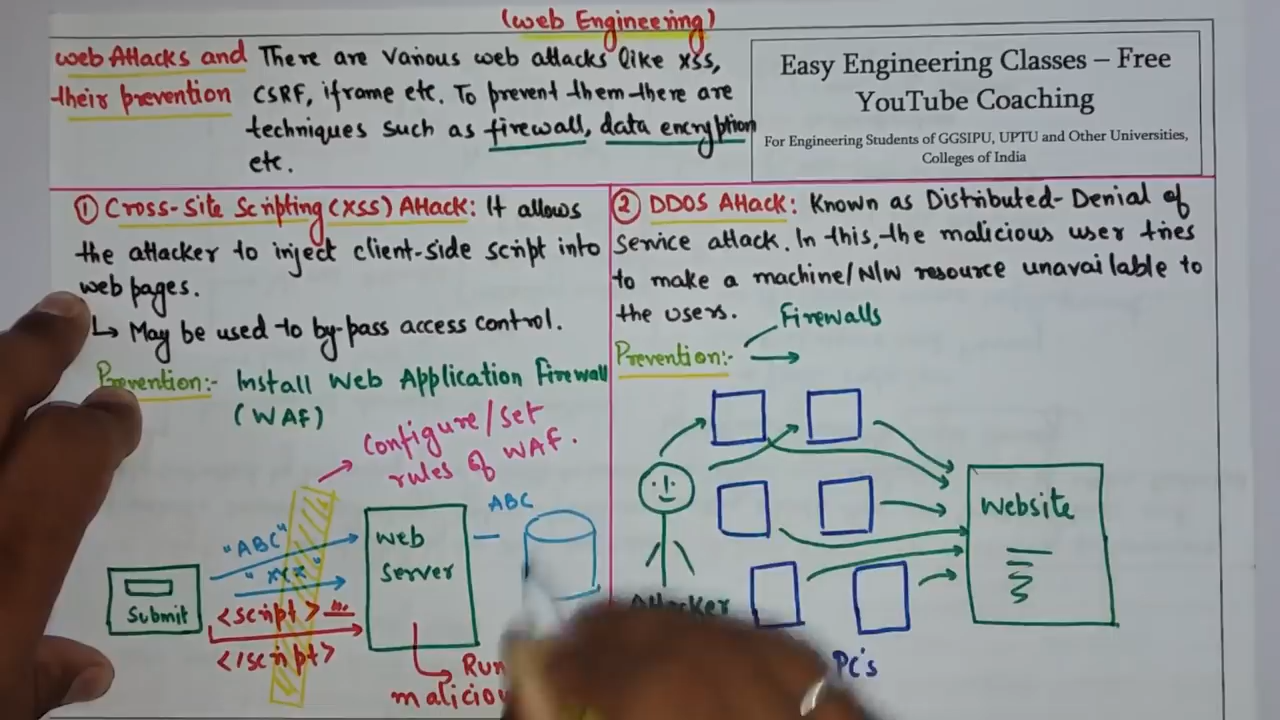 (Web Engineering)
Web Attacks and
their prevention
There are various web attacks like XSS,
CSRF, iframe etc. To prevent them there are
techniques such as firewall, data encryption
etc.
Easy Engineering Classes – Free
YouTube Coaching
For Engineering Students of GGSIPU, UPTU and Other Universities,
Colleges of India
① Cross-Site Scripting (XSS) Attack: It allows
the attacker to inject client-side script into
web pages.
↳ May be used to by-pass access control.
Prevention:- Install Web Application Firewall
(WAF)
Configure/Set
rules of WAF.
"ABC"
"XYX"
<script> ...
</script>
Submit
Web
Server
ABC
Run
② DDOS Attack: Known as Distributed-Denial of
Service attack. In this, the malicious user tries
to make a machine/N/W resource unavailable to
the users.
Firewalls
Prevention:-
Website
Attacker
PC's